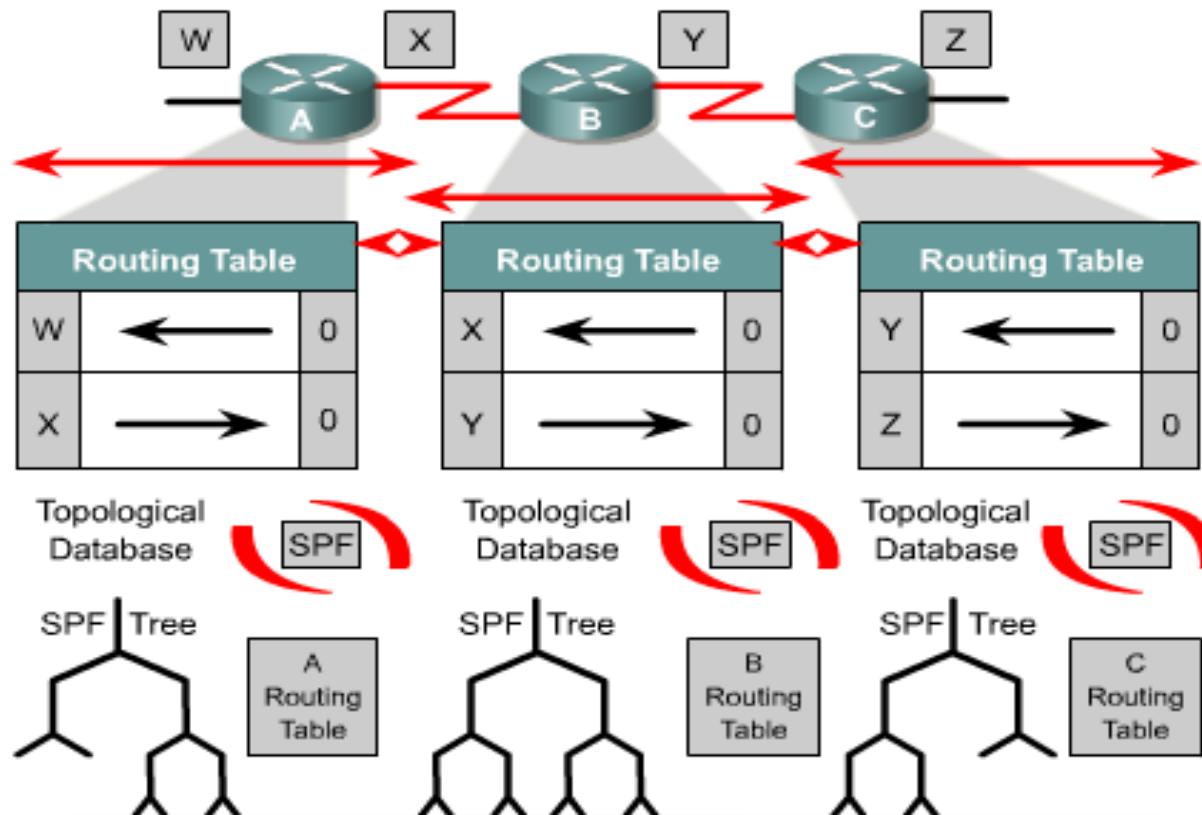 W
X
Y
Z
A
B
C
Routing Table
Routing Table
Routing Table
W
0
X
0
Y
0
X
0
Y
0
Z
0
Topological
Database
SPF
Topological
Database
SPF
Topological
Database
SPF
SPF Tree
SPF Tree
SPF Tree
A
Routing
Table
B
Routing
Table
C
Routing
Table